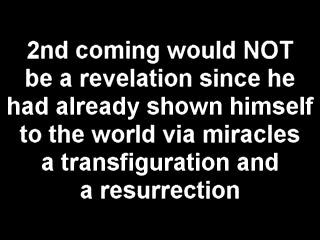 2nd coming would NOT
be a revelation since he
had already shown himself
to the world via miracles
a transfiguration and
a resurrection